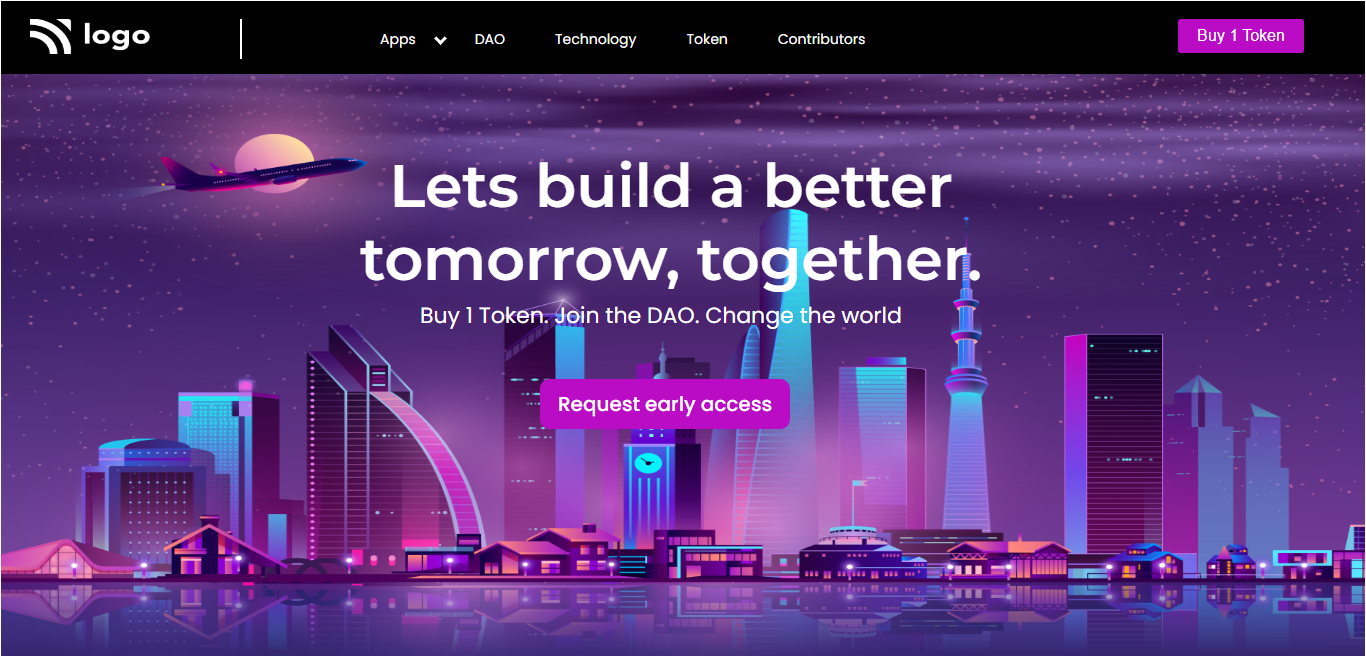 logo
Apps
DAO
Technology
Token
Contributors
Buy 1 Token
Lets build a better
tomorrow, together.
Buy 1 Token. Join the DAO. Change the world
Request early access